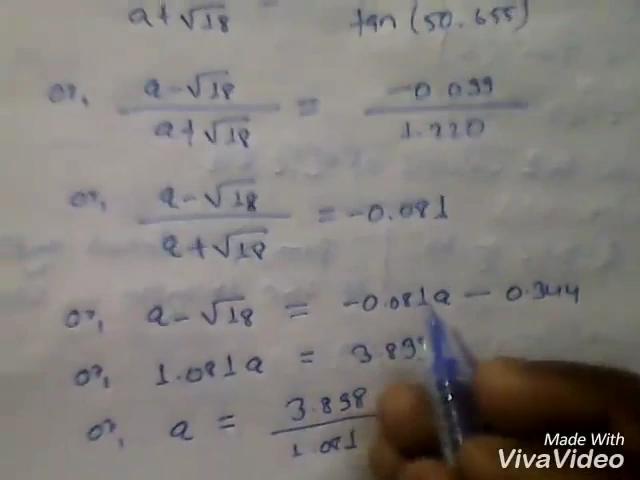 a+√18 tan(50.655)
or, a-√18 / a+√18 = -0.099 / 1.220
or, a-√18 / a+√18 = -0.081
or, a-√18 = -0.081a - 0.344
or, 1.081a = 3.89
or, a = 3.898 / 1.081
Made With
VivaVideo